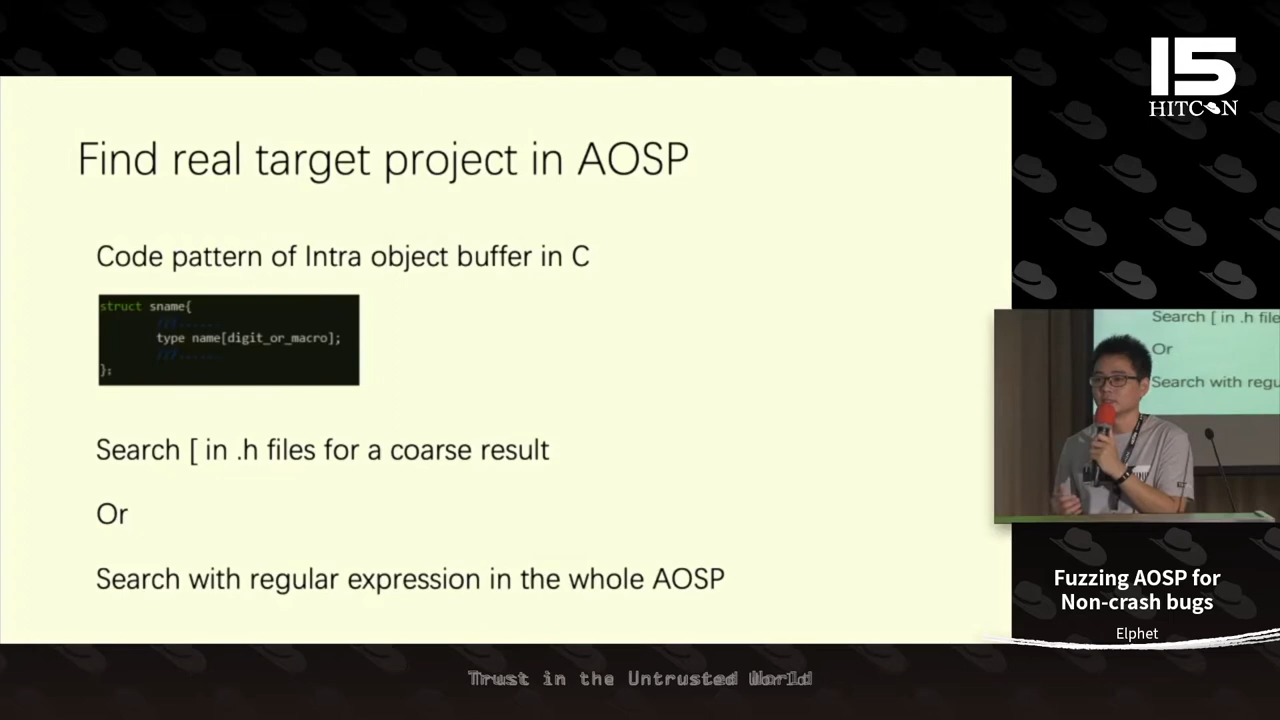 15
HITCON
Find real target project in AOSP
Code pattern of Intra object buffer in C
struct sname{
type name[digit_or_macro];
};
Search [ in .h files for a coarse result
Or
Search with regular expression in the whole AOSP
Search [ in .h file
Or
Search with regu
Fuzzing AOSP for
Non-crash bugs
Elphet
Trust in the Untrusted World